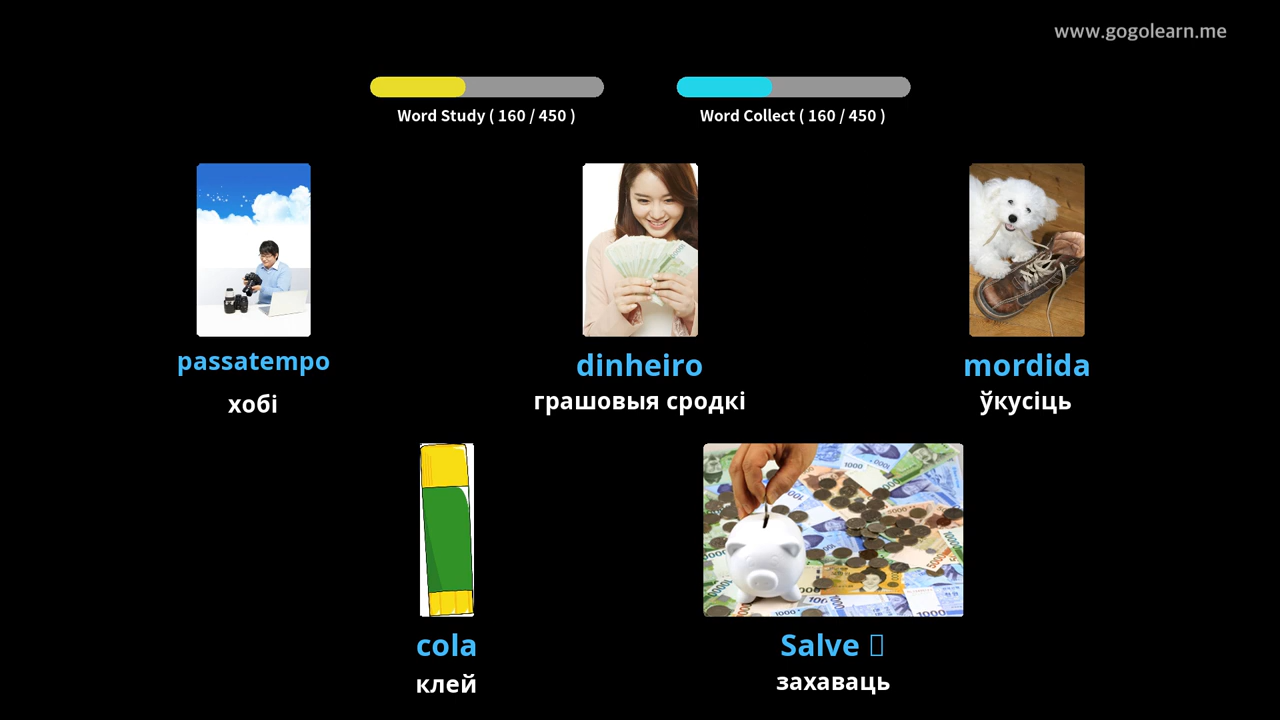 www.gogolearn.me
Word Study ( 160 / 450 )
Word Collect ( 160 / 450 )
passatempo
хобі
dinheiro
грашовыя сродкі
mordida
ўкусіць
cola
клей
Salve
захаваць